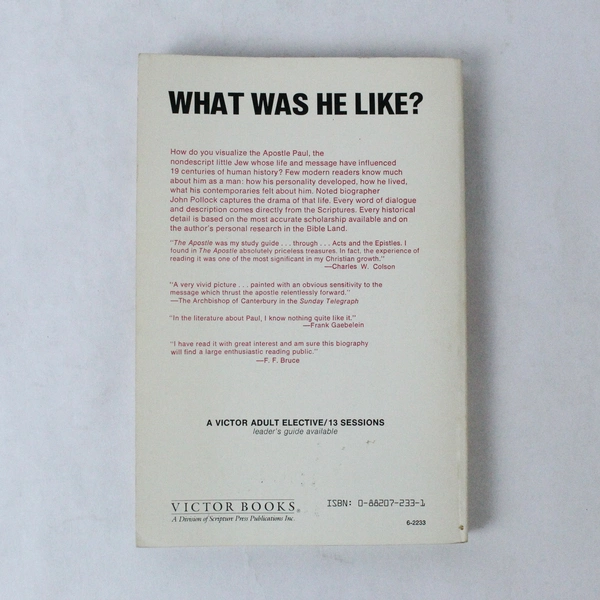 WHAT WAS HE LIKE?
How do you visualize the Apostle Paul, the
nondescript little Jew whose life and message have influenced
19 centuries of human history? Few modern readers know much
about him as a man: how his personality developed, how he lived,
what his contemporaries felt about him. Noted biographer
John Pollock captures the drama of that life. Every word of dialogue
and description comes directly from the Scriptures. Every historical
detail is based on the most accurate scholarship available and on
the author's personal research in the Bible Land.
"The Apostle was my study guide . . . through . . . Acts and the Epistles. I
found in The Apostle absolutely priceless treasures. In fact, the experience of
reading it was one of the most significant in my Christian growth."
—Charles W. Colson
"A very vivid picture . . . painted with an obvious sensitivity to the
message which thrust the apostle relentlessly forward."
—The Archbishop of Canterbury in the Sunday Telegraph
"In the literature about Paul, I know nothing quite like it."
—Frank Gaebelein
"I have read it with great interest and am sure this biography
will find a large enthusiastic reading public."
—F. F. Bruce
A VICTOR ADULT ELECTIVE/13 SESSIONS
leader's guide available
VICTOR BOOKS®
A Division of Scripture Press Publications Inc.
ISBN: 0-88207-233-1
6-2233